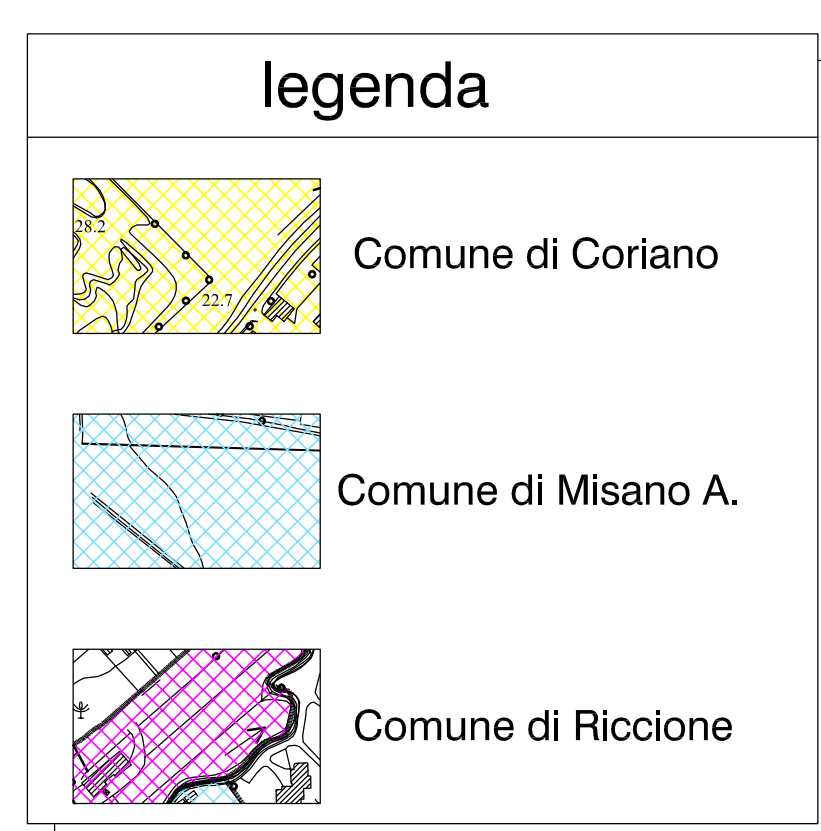 legenda
28.2
22.7
Comune di Coriano
Comune di Misano A.
Comune di Riccione